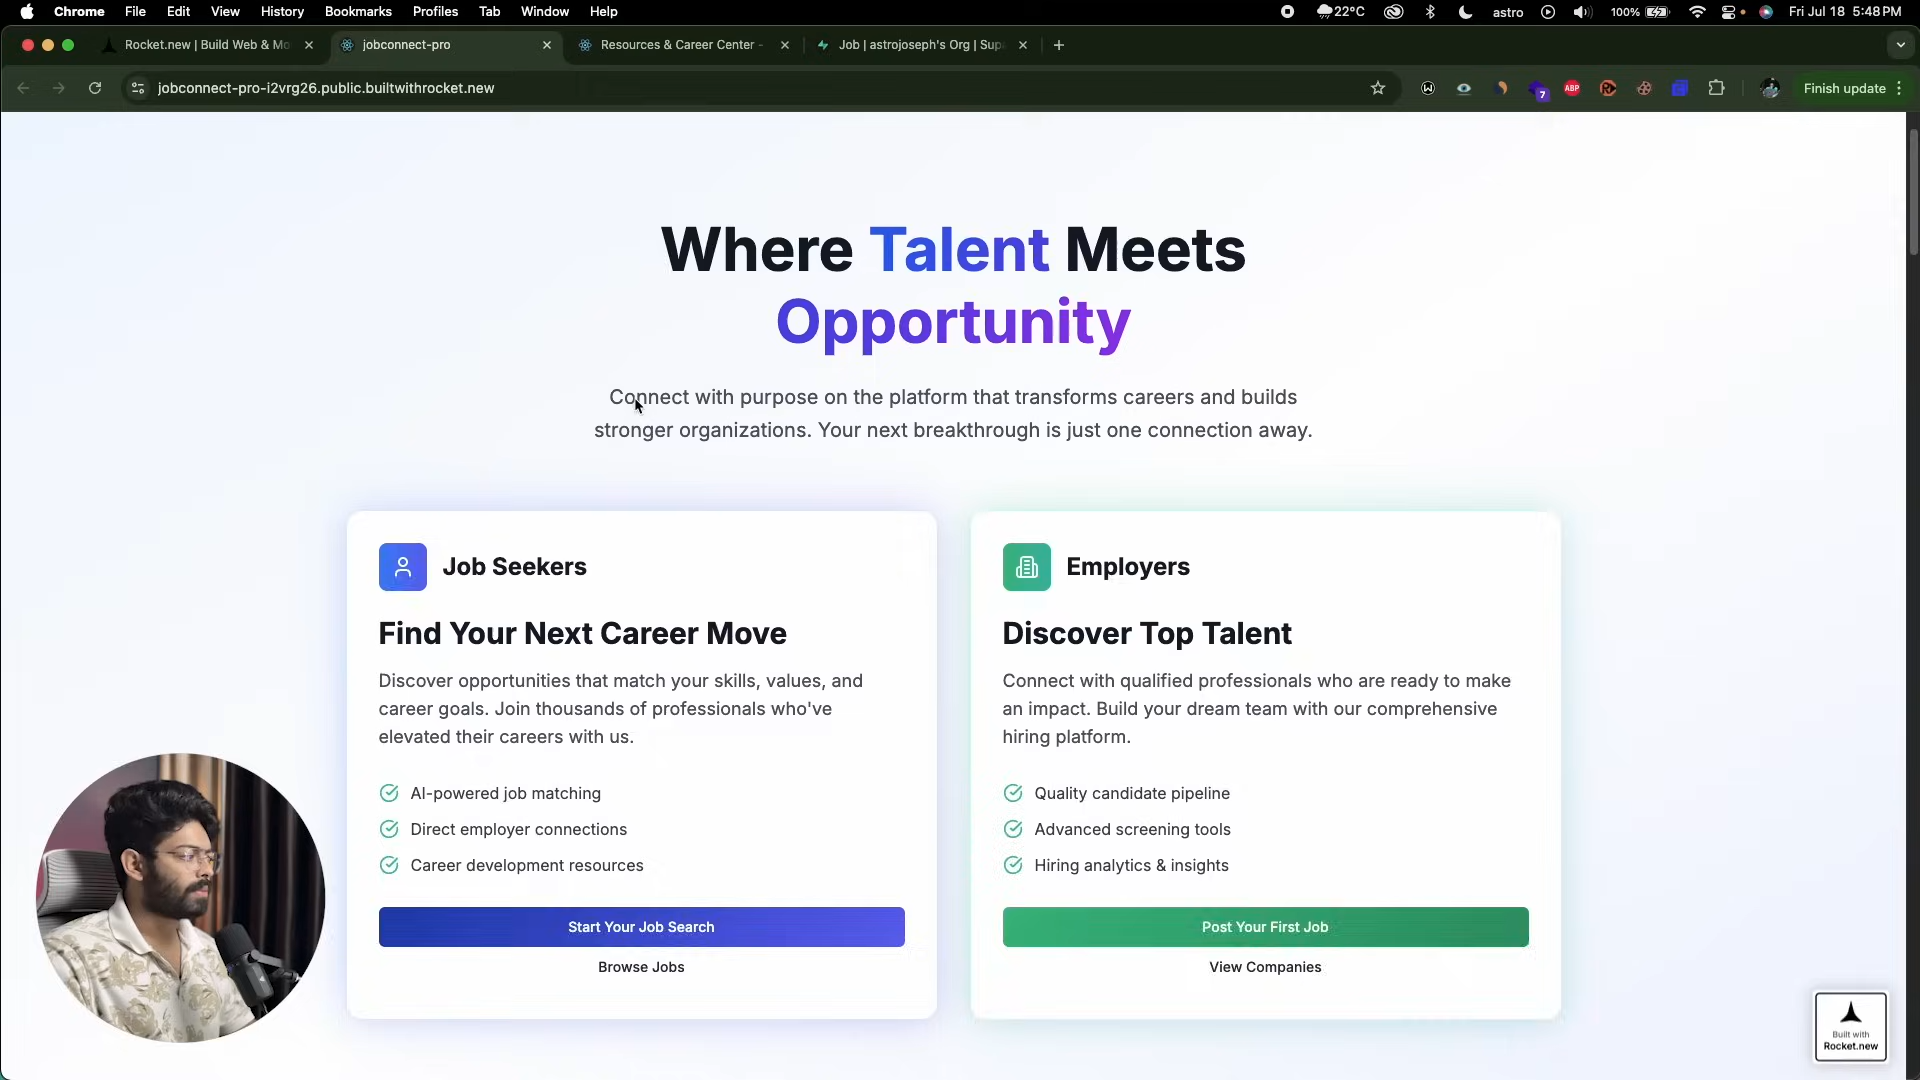 Chrome File Edit View History Bookmarks Profiles Tab Window Help 22°C astro 100% Fri Jul 18 5:48 PM
Rocket.new | Build Web & Mo jobconnect-pro Resources & Career Center - Job | astrojoseph's Org | Sup
jobconnect-pro-i2vrg26.public.builtwithrocket.new 7 ABP Finish update
Where Talent Meets
Opportunity
Connect with purpose on the platform that transforms careers and builds
stronger organizations. Your next breakthrough is just one connection away.
Job Seekers
Find Your Next Career Move
Discover opportunities that match your skills, values, and
career goals. Join thousands of professionals who've
elevated their careers with us.
AI-powered job matching
Direct employer connections
Career development resources
Start Your Job Search
Browse Jobs
Employers
Discover Top Talent
Connect with qualified professionals who are ready to make
an impact. Build your dream team with our comprehensive
hiring platform.
Quality candidate pipeline
Advanced screening tools
Hiring analytics & insights
Post Your First Job
View Companies
Built with
Rocket.new